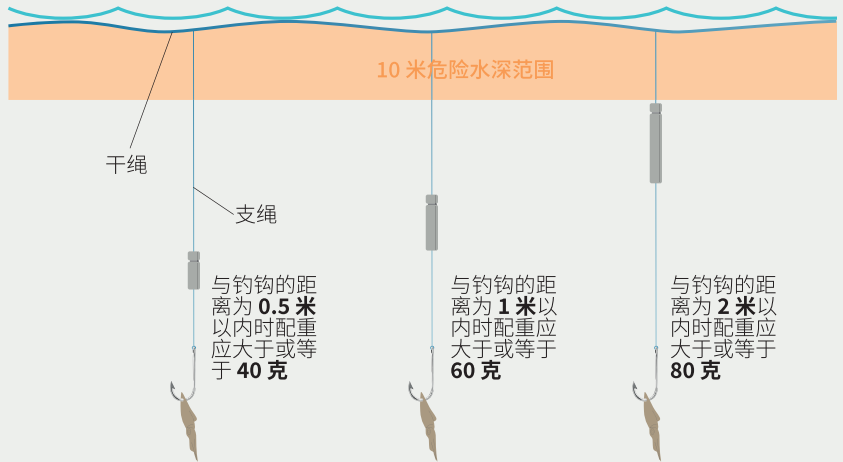 10 米危险水深范围
干绳
支绳
与钓钩的距
离为 0.5 米
以内时配重
应大于或等
于 40 克
与钓钩的距
离为 1 米以
内时配重应
大于或等于
60 克
与钓钩的距
离为 2 米以
内时配重应
大于或等于
80 克